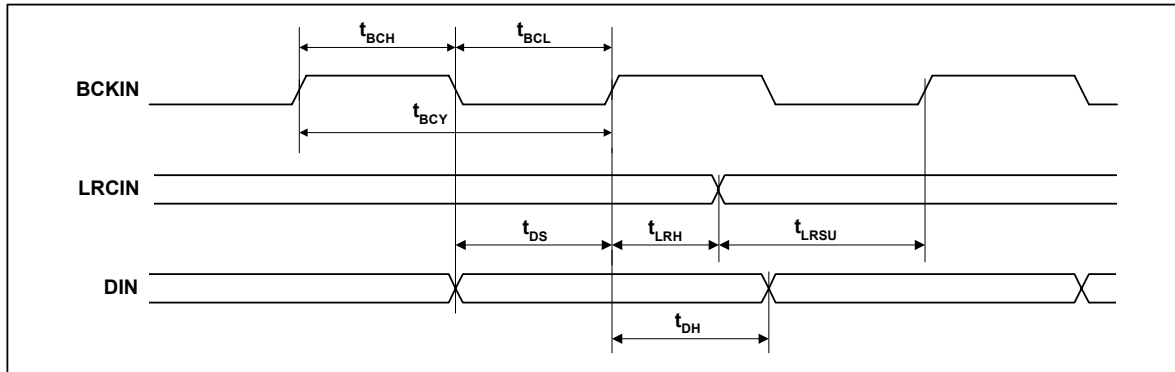 tBCH tBCL
BCKIN
tBCY
LRCIN
tDS tLRH tLRSU
DIN
tDH